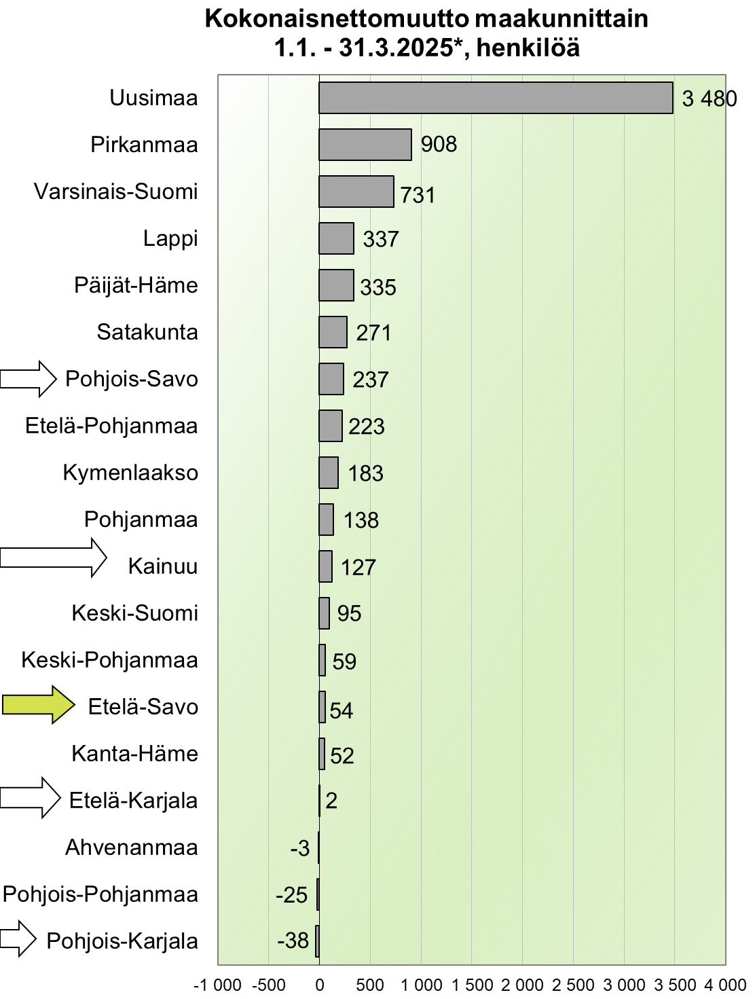 Kokonaisnettomuutto maakunnittain
1.1. - 31.3.2025*, henkilöä
Uusimaa 3 480
Pirkanmaa 908
Varsinais-Suomi 731
Lappi 337
Päijät-Häme 335
Satakunta 271
Pohjois-Savo 237
Etelä-Pohjanmaa 223
Kymenlaakso 183
Pohjanmaa 138
Kainuu 127
Keski-Suomi 95
Keski-Pohjanmaa 59
Etelä-Savo 54
Kanta-Häme 52
Etelä-Karjala 2
Ahvenanmaa -3
Pohjois-Pohjanmaa -25
Pohjois-Karjala -38
-1 000 -500 0 500 1 000 1 500 2 000 2 500 3 000 3 500 4 000